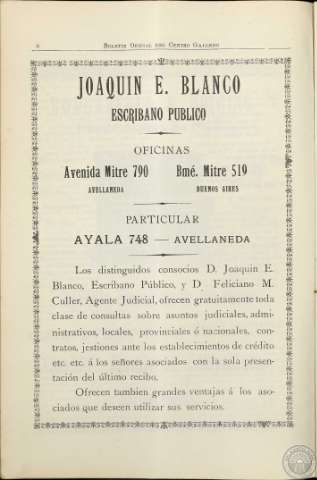 Boletin Oficial del Centro Gallego
JOAQUIN E. BLANCO
ESCRIBANO PUBLICO
OFICINAS
Avenida Mitre 790 Bmé. Mitre 519
AVELLANEDA BUENOS AIRES
PARTICULAR
AYALA 748 — AVELLANEDA
Los distinguidos consocios D. Joaquin E.
Blanco, Escribano Público, y D. Feliciano M.
Culler, Agente Judicial, ofrecen gratuitamente toda
clase de consultas sobre asuntos judiciales, admi-
nistrativos, locales, provinciales ó nacionales, con-
tratos, jestiones ante los establecimientos de crédito
etc. etc. á los señores asociados con la sola presen-
tación del último recibo.
Ofrecen tambien grandes ventajas á los aso-
ciados que deseen utilizar sus servicios.